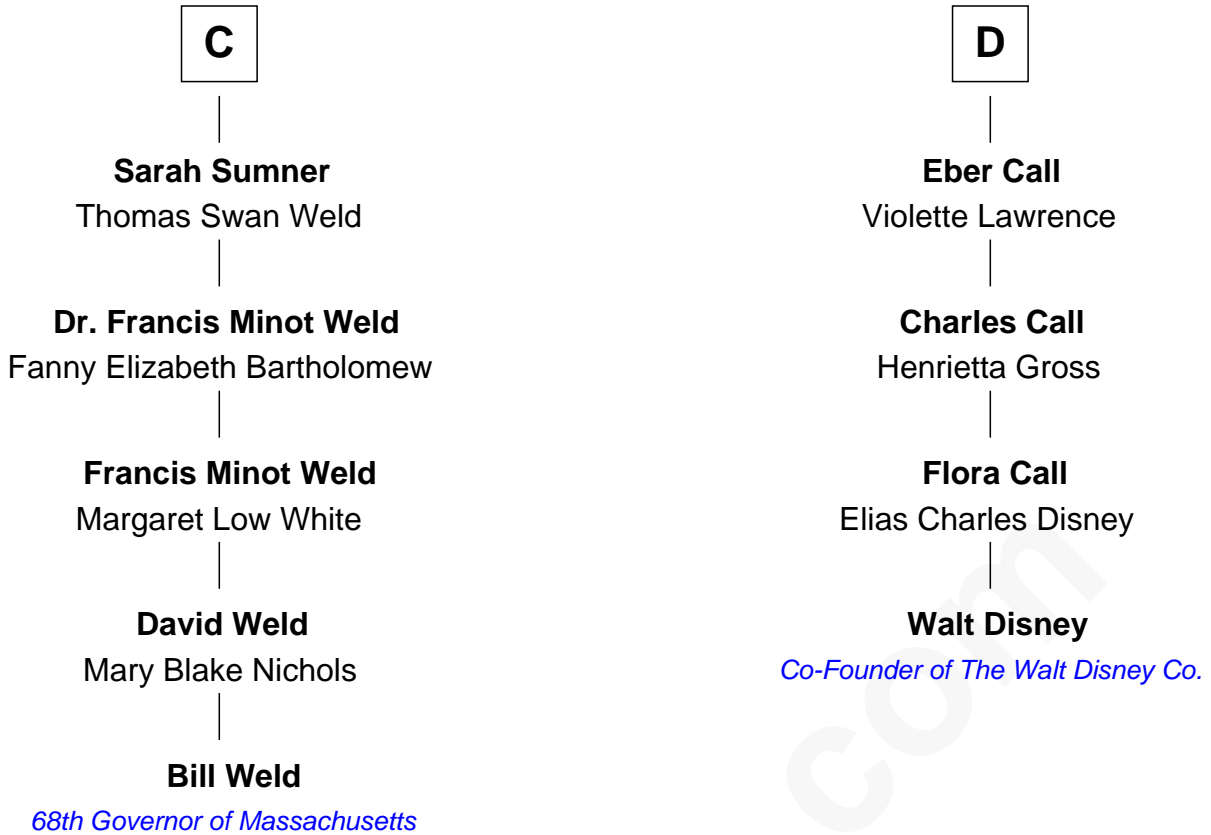 C
Sarah Sumner
Thomas Swan Weld
Dr. Francis Minot Weld
Fanny Elizabeth Bartholomew
Francis Minot Weld
Margaret Low White
David Weld
Mary Blake Nichols
Bill Weld
68th Governor of Massachusetts
D
Eber Call
Violette Lawrence
Charles Call
Henrietta Gross
Flora Call
Elias Charles Disney
Walt Disney
Co-Founder of The Walt Disney Co.
com